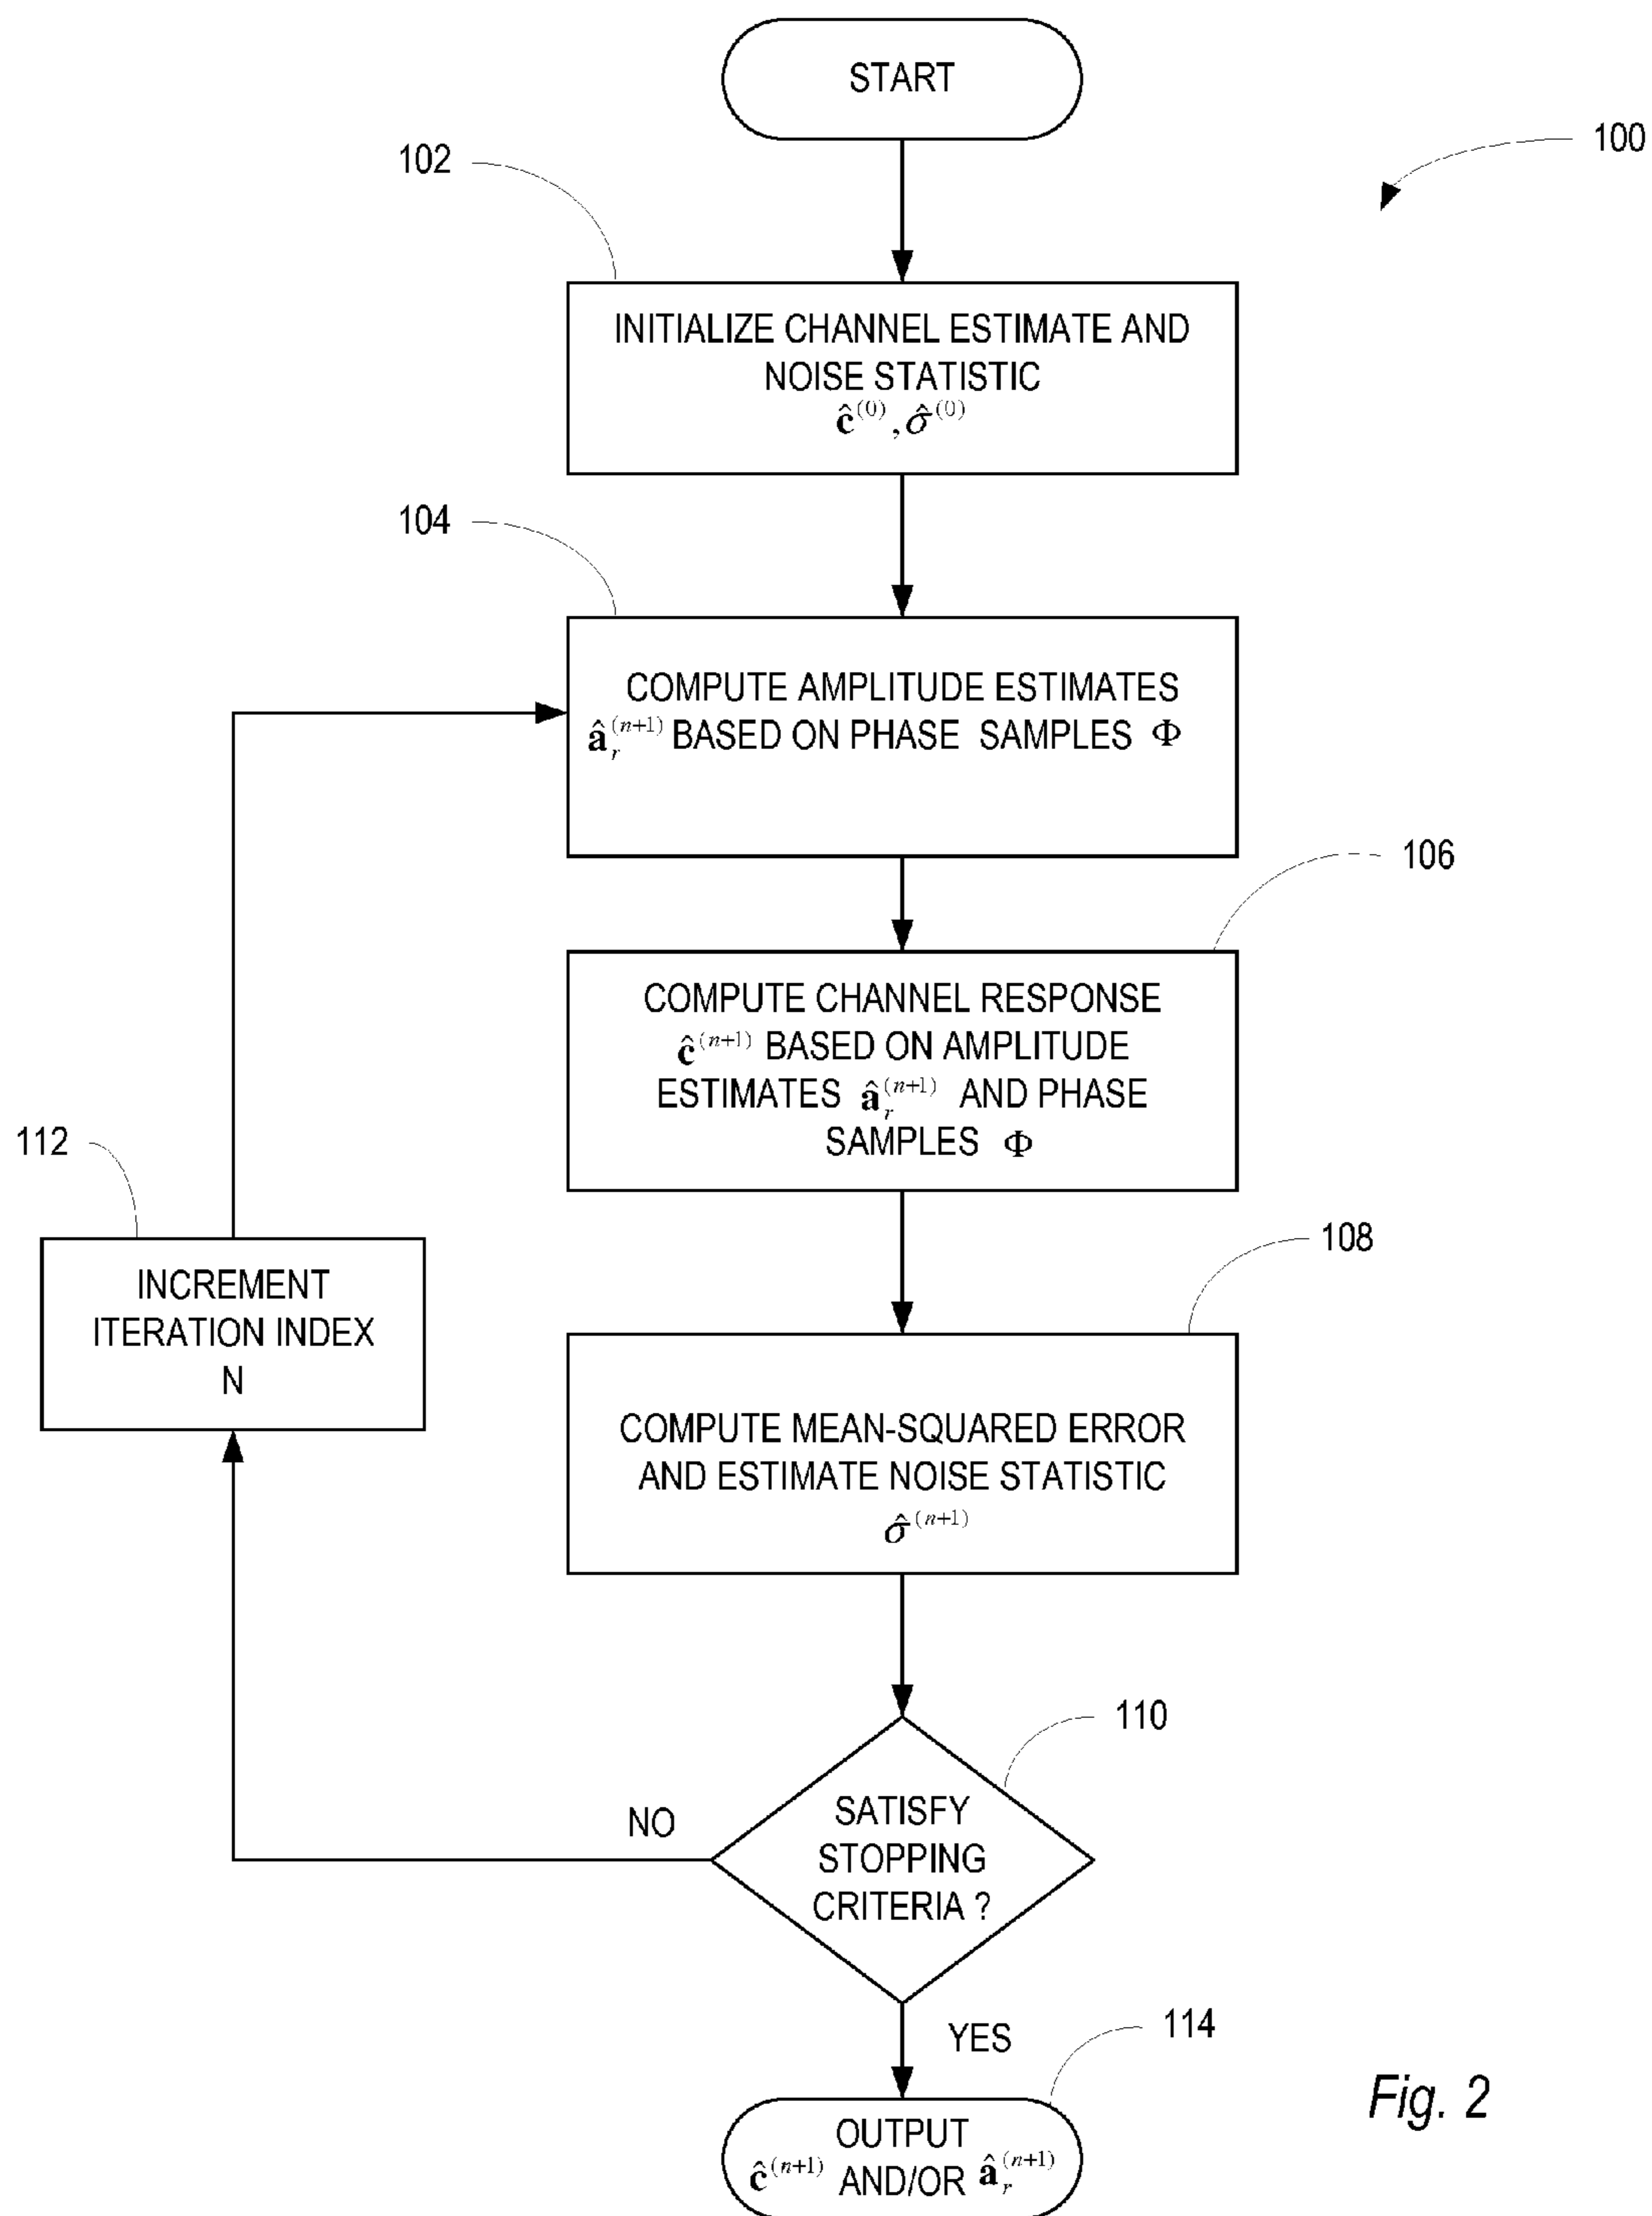 START
100
102
INITIALIZE CHANNEL ESTIMATE AND
NOISE STATISTIC
ĉ⁽⁰⁾, σ̂⁽⁰⁾
104
COMPUTE AMPLITUDE ESTIMATES
âᵣ⁽ⁿ⁺¹⁾ BASED ON PHASE SAMPLES Φ
106
COMPUTE CHANNEL RESPONSE
ĉ⁽ⁿ⁺¹⁾ BASED ON AMPLITUDE
ESTIMATES âᵣ⁽ⁿ⁺¹⁾ AND PHASE
SAMPLES Φ
112
INCREMENT
ITERATION INDEX
N
108
COMPUTE MEAN-SQUARED ERROR
AND ESTIMATE NOISE STATISTIC
σ̂⁽ⁿ⁺¹⁾
110
SATISFY
STOPPING
CRITERIA ?
NO
YES
114
OUTPUT
ĉ⁽ⁿ⁺¹⁾ AND/OR âᵣ⁽ⁿ⁺¹⁾
Fig. 2